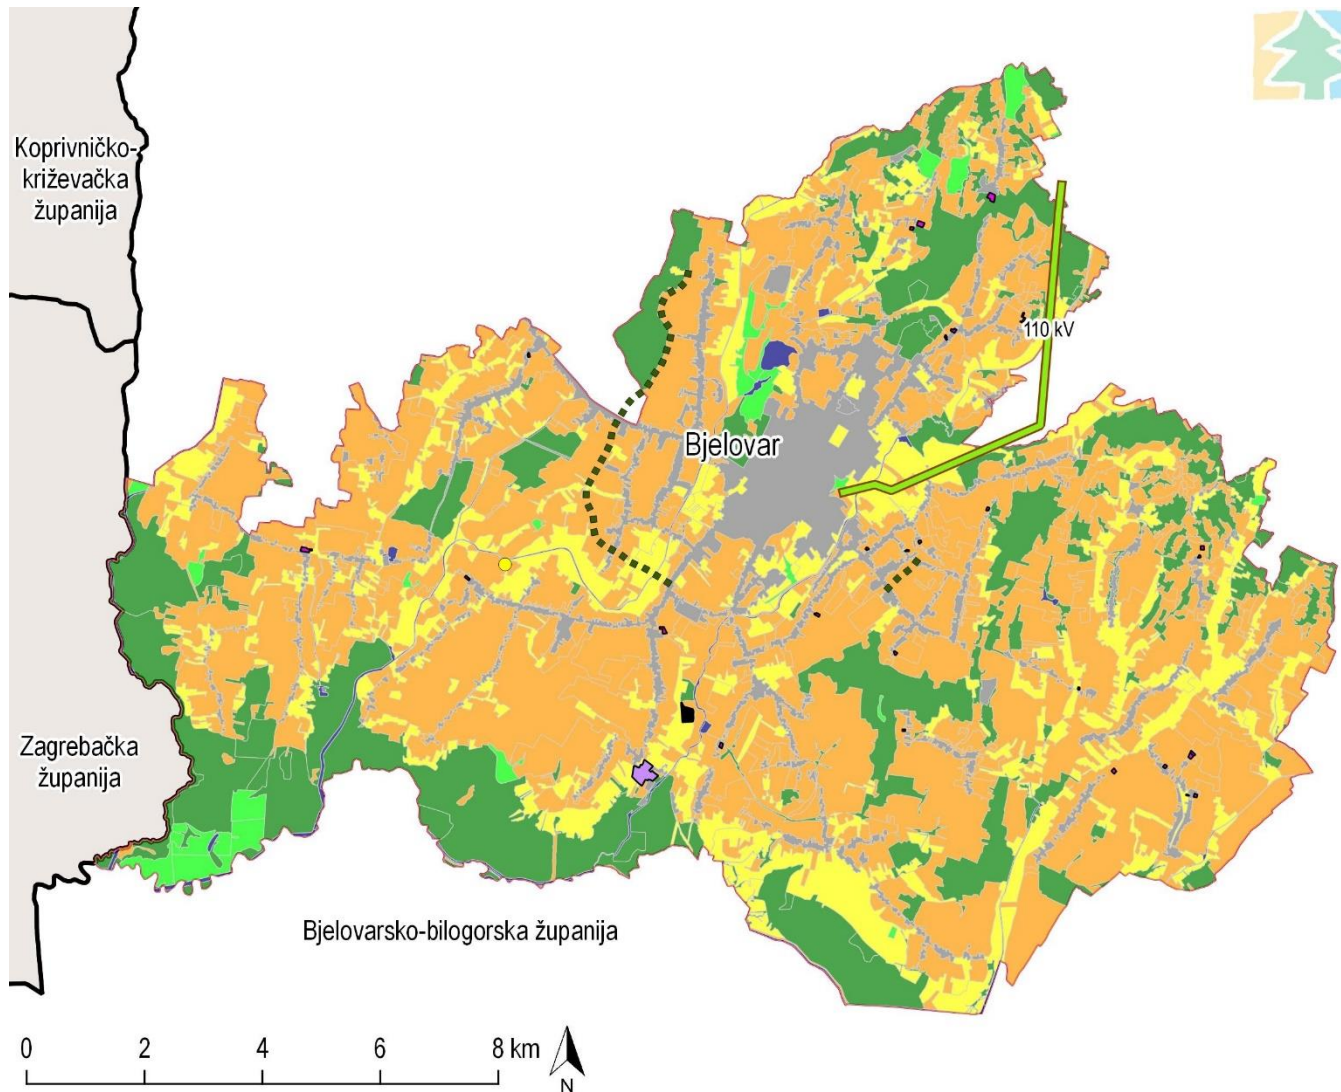 Koprivničko-
križevačka
županija
110 kV
Bjelovar
Zagrebačka
županija
Bjelovarsko-bilogorska županija
0 2 4 6 8 km
N